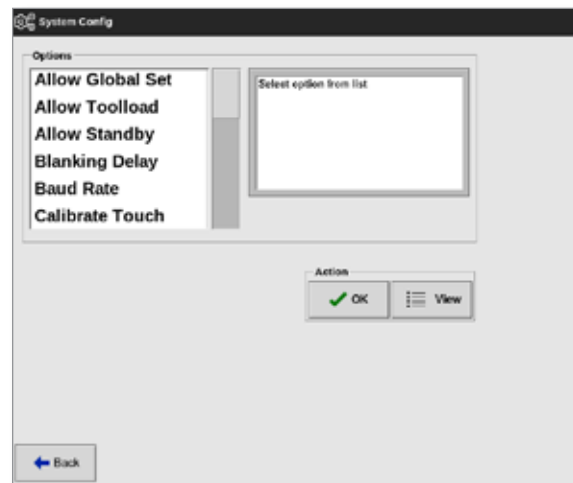 System Config
Options
Allow Global Set
Allow Toolload
Allow Standby
Blanking Delay
Baud Rate
Calibrate Touch
Select option from list
Action
OK
View
Back